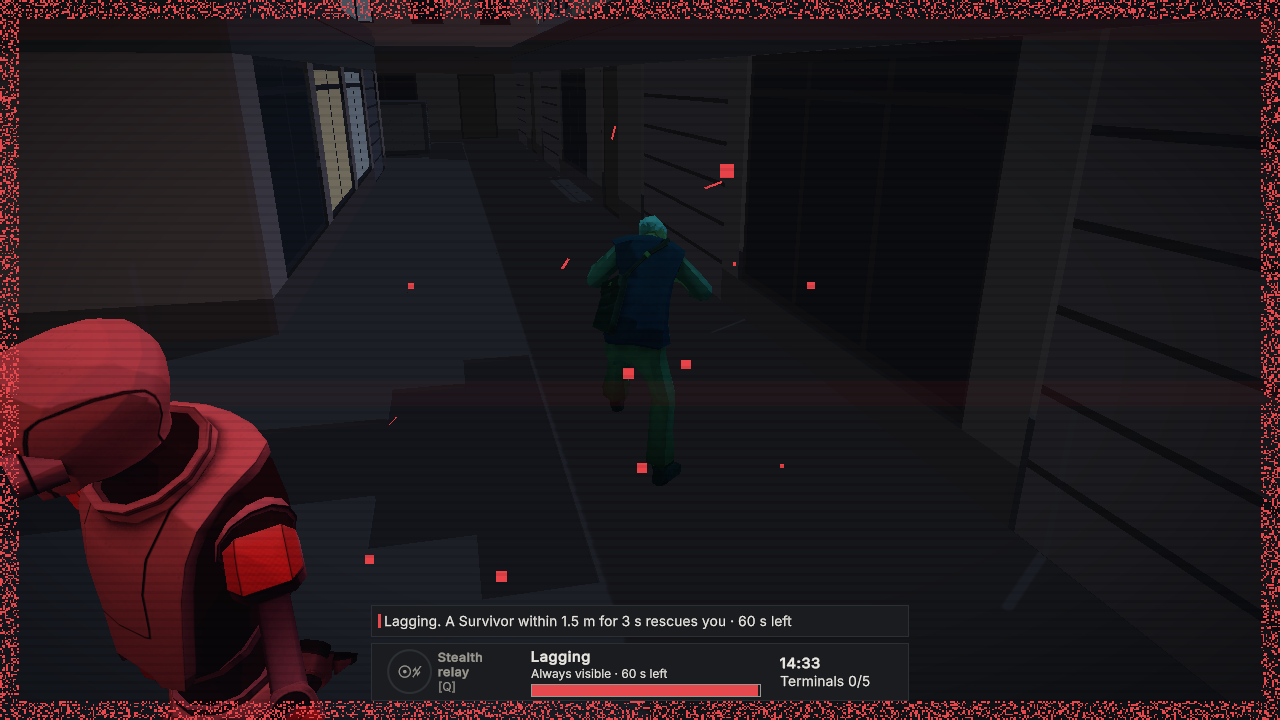 Lagging. A Survivor within 1.5 m for 3 s rescues you · 60 s left
Stealth
relay
[Q]
Lagging
Always visible · 60 s left
14:33
Terminals 0/5